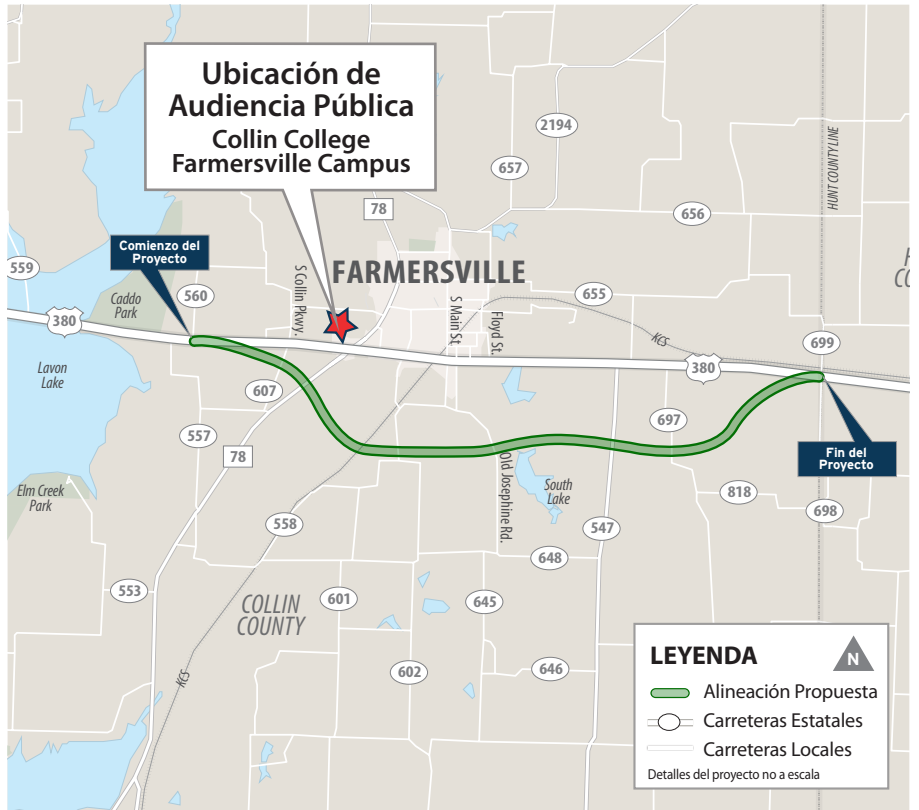 Ubicación de
Audiencia Pública
Collin College
Farmersville Campus
2194
657
78
656
HUNT COUNTY LINE
Comienzo del
Proyecto
559
560
Caddo
Park
S Collin Pkwy.
FARMERSVILLE
655
S Main St.
Floyd St.
KCS
380
699
380
Lavon
Lake
607
697
557
78
Fin del
Proyecto
Elm Creek
Park
Old Josephine Rd.
South
Lake
818
698
558
547
648
553
601
645
COLLIN
COUNTY
602
646
KCS
LEYENDA
N
Alineación Propuesta
Carreteras Estatales
Carreteras Locales
Detalles del proyecto no a escala